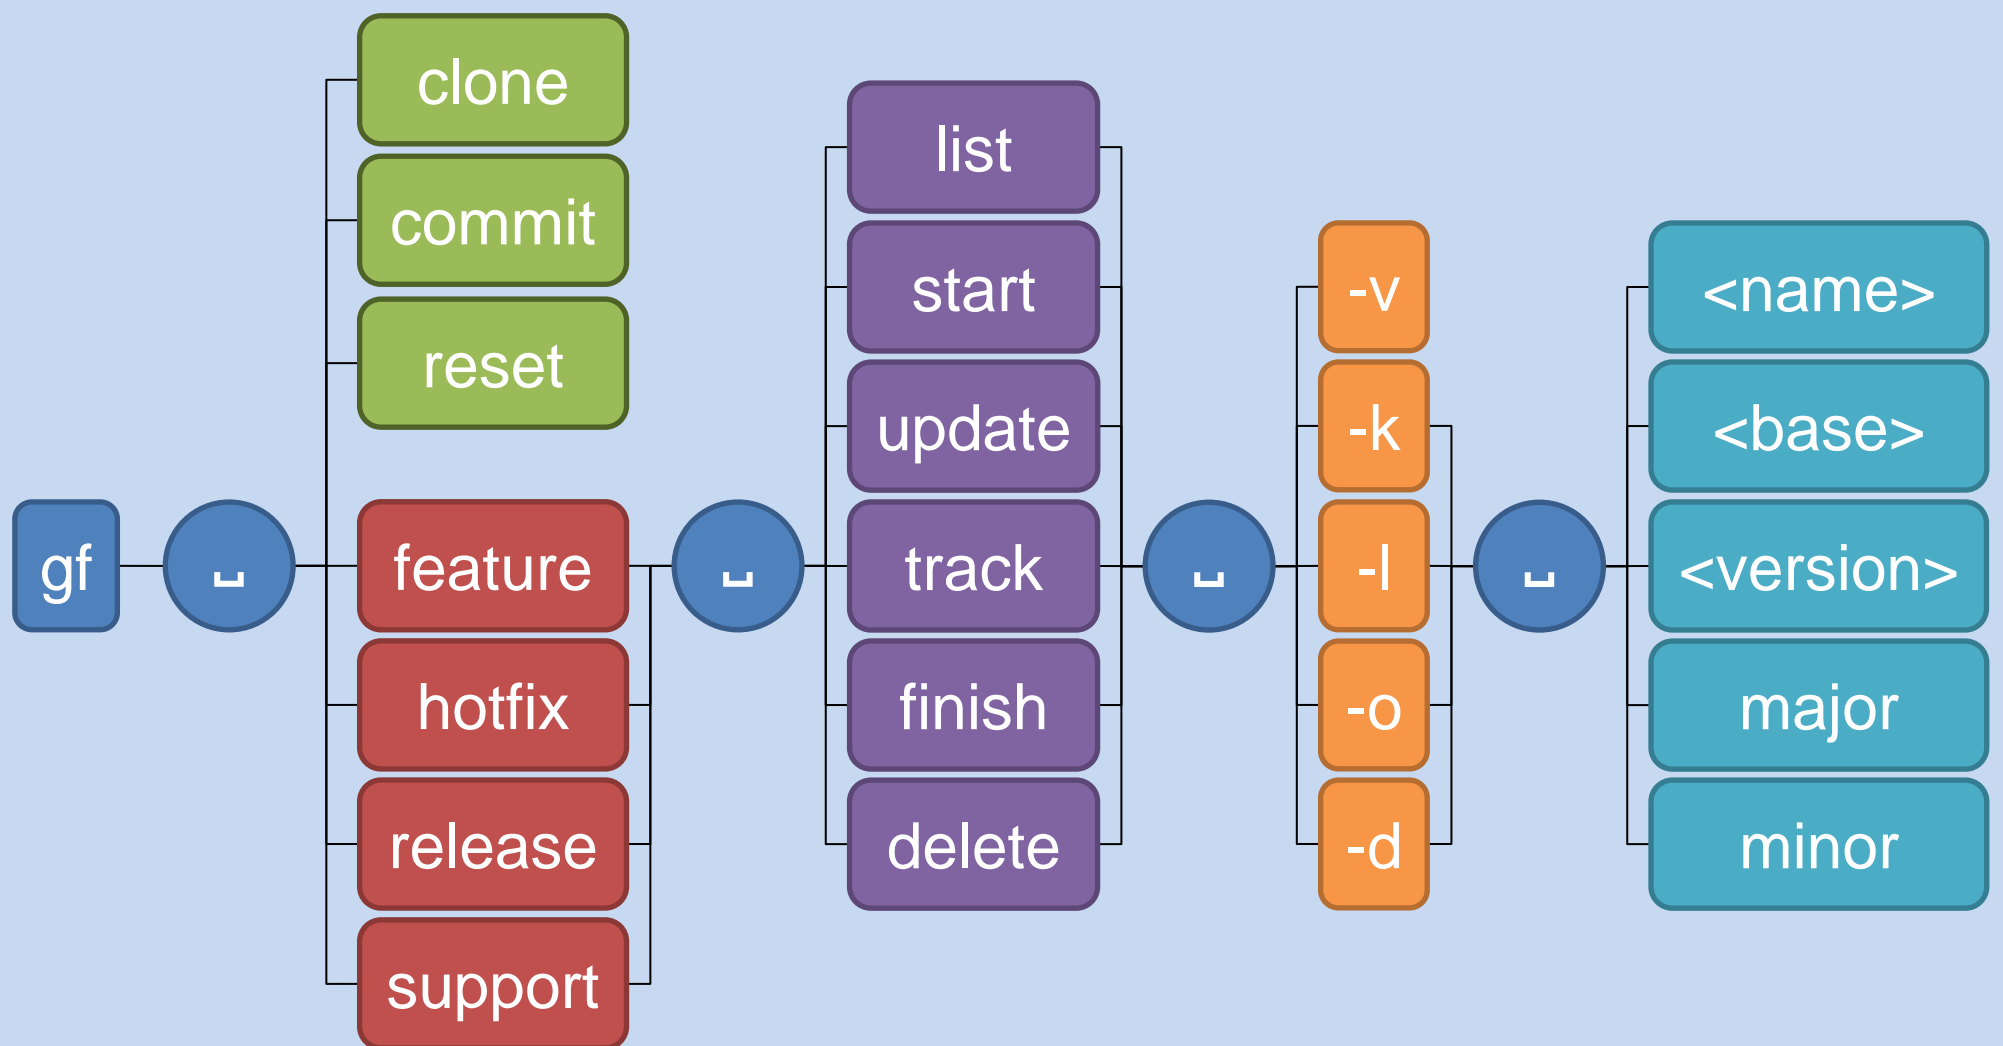 gf
␣
clone
commit
reset
feature
hotfix
release
support
␣
list
start
update
track
finish
delete
␣
-v
-k
-l
-o
-d
␣
<name>
<base>
<version>
major
minor